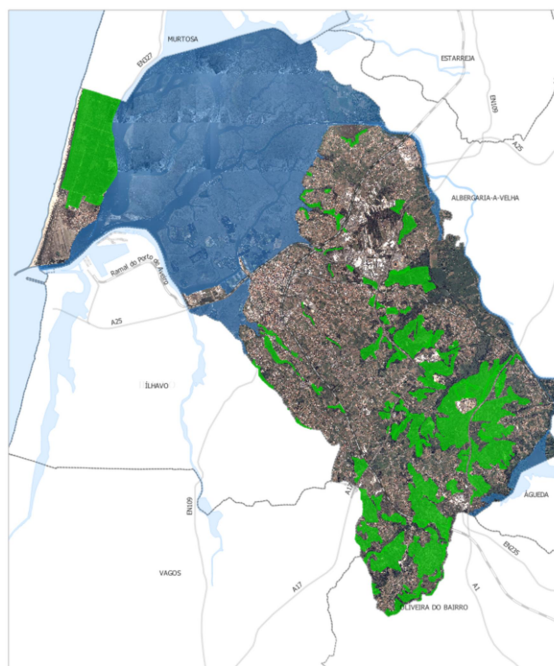 MURTOSA
EN327
ESTARREJA
EN109
A25
ALBERGARIA-A-VELHA
Ramal do Porto de Aveiro
A25
ÍLHAVO
ÁGUEDA
EN109
EN235
VAGOS
A17
A1
OLIVEIRA DO BAIRRO